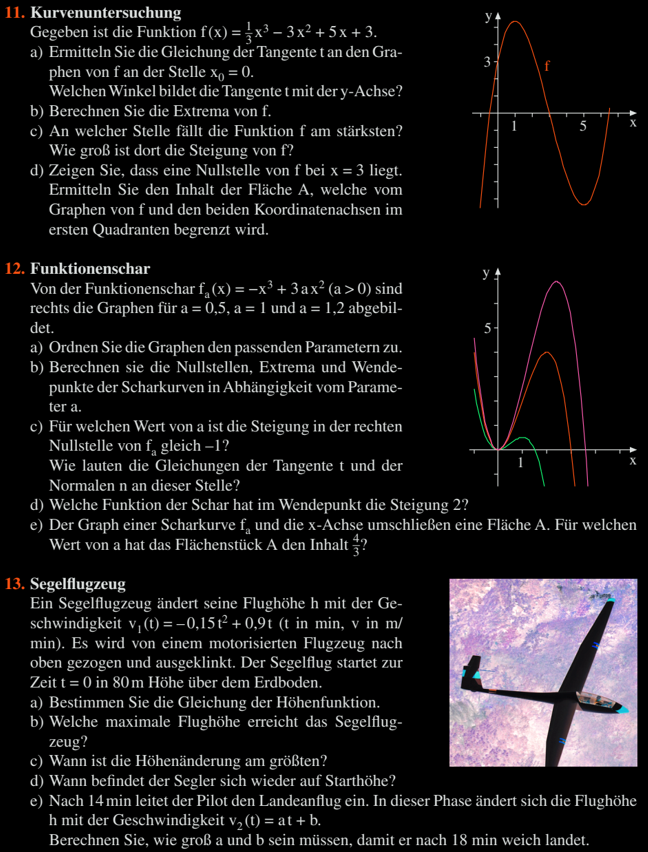 11. Kurvenuntersuchung
Gegeben ist die Funktion f(x) = 1/3 x³ – 3x² + 5x + 3.
a) Ermitteln Sie die Gleichung der Tangente t an den Gra-
phen von f an der Stelle x₀ = 0.
Welchen Winkel bildet die Tangente t mit der y-Achse?
b) Berechnen Sie die Extrema von f.
c) An welcher Stelle fällt die Funktion f am stärksten?
Wie groß ist dort die Steigung von f?
d) Zeigen Sie, dass eine Nullstelle von f bei x = 3 liegt.
Ermitteln Sie den Inhalt der Fläche A, welche vom
Graphen von f und den beiden Koordinatenachsen im
ersten Quadranten begrenzt wird.
y
3
f
1
5
x
12. Funktionenschar
Von der Funktionenschar fₐ(x) = –x³ + 3ax² (a > 0) sind
rechts die Graphen für a = 0,5, a = 1 und a = 1,2 abgebil-
det.
a) Ordnen Sie die Graphen den passenden Parametern zu.
b) Berechnen sie die Nullstellen, Extrema und Wende-
punkte der Scharkurven in Abhängigkeit vom Parame-
ter a.
c) Für welchen Wert von a ist die Steigung in der rechten
Nullstelle von fₐ gleich –1?
Wie lauten die Gleichungen der Tangente t und der
Normalen n an dieser Stelle?
d) Welche Funktion der Schar hat im Wendepunkt die Steigung 2?
e) Der Graph einer Scharkurve fₐ und die x-Achse umschließen eine Fläche A. Für welchen
Wert von a hat das Flächenstück A den Inhalt 4/3?
y
5
1
x
13. Segelflugzeug
Ein Segelflugzeug ändert seine Flughöhe h mit der Ge-
schwindigkeit v₁(t) = –0,15t² + 0,9t (t in min, v in m/
min). Es wird von einem motorisierten Flugzeug nach
oben gezogen und ausgeklinkt. Der Segelflug startet zur
Zeit t = 0 in 80 m Höhe über dem Erdboden.
a) Bestimmen Sie die Gleichung der Höhenfunktion.
b) Welche maximale Flughöhe erreicht das Segelflug-
zeug?
c) Wann ist die Höhenänderung am größten?
d) Wann befindet der Segler sich wieder auf Starthöhe?
e) Nach 14 min leitet der Pilot den Landeanflug ein. In dieser Phase ändert sich die Flughöhe
h mit der Geschwindigkeit v₂(t) = at + b.
Berechnen Sie, wie groß a und b sein müssen, damit er nach 18 min weich landet.